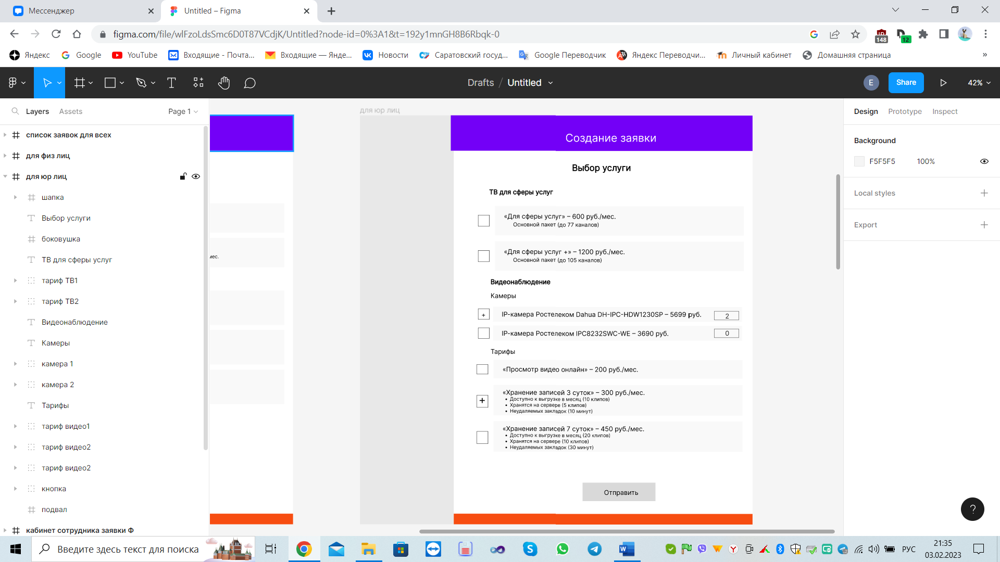 Мессенджер
Untitled – Figma
figma.com/file/wlFzoLdsSmc6D0T87VCdjK/Untitled?node-id=0%3A1&t=192y1mnGH8B6Rbqk-0
148
12
Яндекс
Google
YouTube
Входящие - Почта...
Входящие — Янде...
Новости
Саратовский госуд...
Google Переводчик
Яндекс Переводчи...
Личный кабинет
Домашняя страница
»
Drafts / Untitled
E
Share
42%
Layers
Assets
Page 1
список заявок для всех
для физ лиц
для юр лиц
шапка
Выбор услуги
боковушка
ТВ для сферы услуг
тариф ТВ1
тариф ТВ2
Видеонаблюдение
Камеры
камера 1
камера 2
Тарифы
тариф видео1
тариф видео2
тариф видео2
кнопка
подвал
кабинет сотрудника заявки Ф
мес.
для юр лиц
Создание заявки
Выбор услуги
ТВ для сферы услуг
«Для сферы услуг» – 600 руб./мес.
Основной пакет (до 77 каналов)
«Для сферы услуг +» – 1200 руб./мес.
Основной пакет (до 105 каналов)
Видеонаблюдение
Камеры
+ IP-камера Ростелеком Dahua DH-IPC-HDW1230SP – 5699 руб. 2
IP-камера Ростелеком IPC8232SWC-WE – 3690 руб. 0
Тарифы
«Просмотр видео онлайн» – 200 руб./мес.
+ «Хранение записей 3 суток» – 300 руб./мес.
• Доступно к выгрузке в месяц (10 клипов)
• Хранятся на сервере (5 клипов)
• Неудаляемых закладок (10 минут)
«Хранение записей 7 суток» – 450 руб./мес.
• Доступно к выгрузке в месяц (20 клипов)
• Хранятся на сервере (10 клипов)
• Неудаляемых закладок (30 минут)
Отправить
Design
Prototype
Inspect
Background
F5F5F5
100%
Local styles
Export
?
Введите здесь текст для поиска
РУС
21:35
03.02.2023